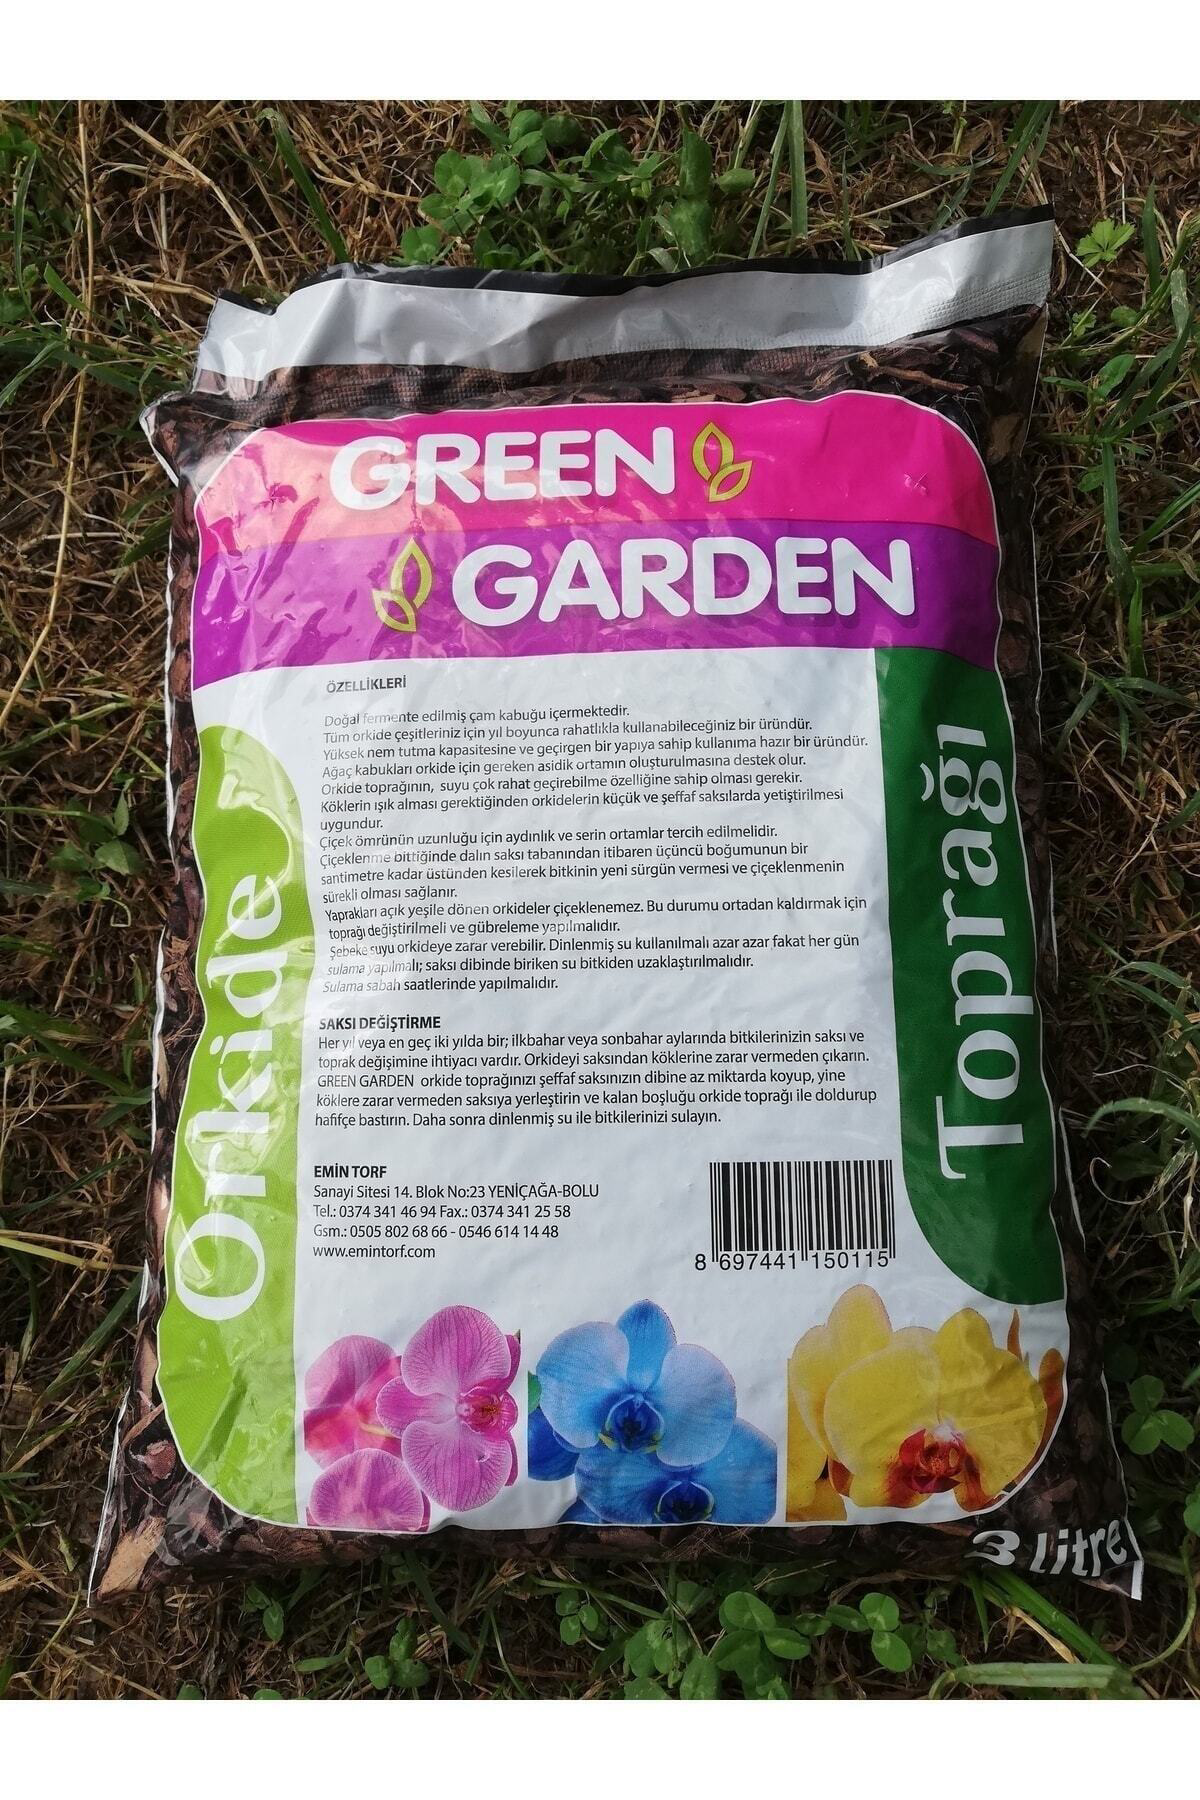 GREEN
GARDEN
Orkide
Toprağı
ÖZELLİKLERİ
Doğal fermente edilmiş çam kabuğu içermektedir.
Tüm orkide çeşitleriniz için yıl boyunca rahatlıkla kullanabileceğiniz bir üründür.
Yüksek nem tutma kapasitesine ve geçirgen bir yapıya sahip kullanıma hazır bir üründür.
Ağaç kabukları orkide için gereken asidik ortamın oluşturulmasına destek olur.
Orkide toprağının, suyu çok rahat geçirebilme özelliğine sahip olması gerekir.
Köklerin ışık alması gerektiğinden orkidelerin küçük ve şeffaf saksılarda yetiştirilmesi
uygundur.
Çiçek ömrünün uzunluğu için aydınlık ve serin ortamlar tercih edilmelidir.
Çiçeklenme bittiğinde dalın saksı tabanından itibaren üçüncü boğumunun bir
santimetre kadar üstünden kesilerek bitkinin yeni sürgün vermesi ve çiçeklenmenin
sürekli olması sağlanır.
Yaprakları açık yeşile dönen orkideler çiçeklenemez. Bu durumu ortadan kaldırmak için
toprağı değiştirilmeli ve gübreleme yapılmalıdır.
Şebeke suyu orkideye zarar verebilir. Dinlenmiş su kullanılmalı azar azar fakat her gün
sulama yapılmalı; saksı dibinde biriken su bitkiden uzaklaştırılmalıdır.
Sulama sabah saatlerinde yapılmalıdır.
SAKSI DEĞİŞTİRME
Her yıl veya en geç iki yılda bir; ilkbahar veya sonbahar aylarında bitkilerinizin saksı ve
toprak değişimine ihtiyacı vardır. Orkideyi saksından köklerine zarar vermeden çıkarın.
GREEN GARDEN orkide toprağınızı şeffaf saksınızın dibine az miktarda koyup, yine
köklere zarar vermeden saksıya yerleştirin ve kalan boşluğu orkide toprağı ile doldurup
hafifçe bastırın. Daha sonra dinlenmiş su ile bitkilerinizi sulayın.
EMİN TORF
Sanayi Sitesi 14. Blok No:23 YENİÇAĞA-BOLU
Tel.: 0374 341 46 94 Fax.: 0374 341 25 58
Gsm.: 0505 802 68 66 - 0546 614 14 48
www.emintorf.com
8 697441 150115
3 litre